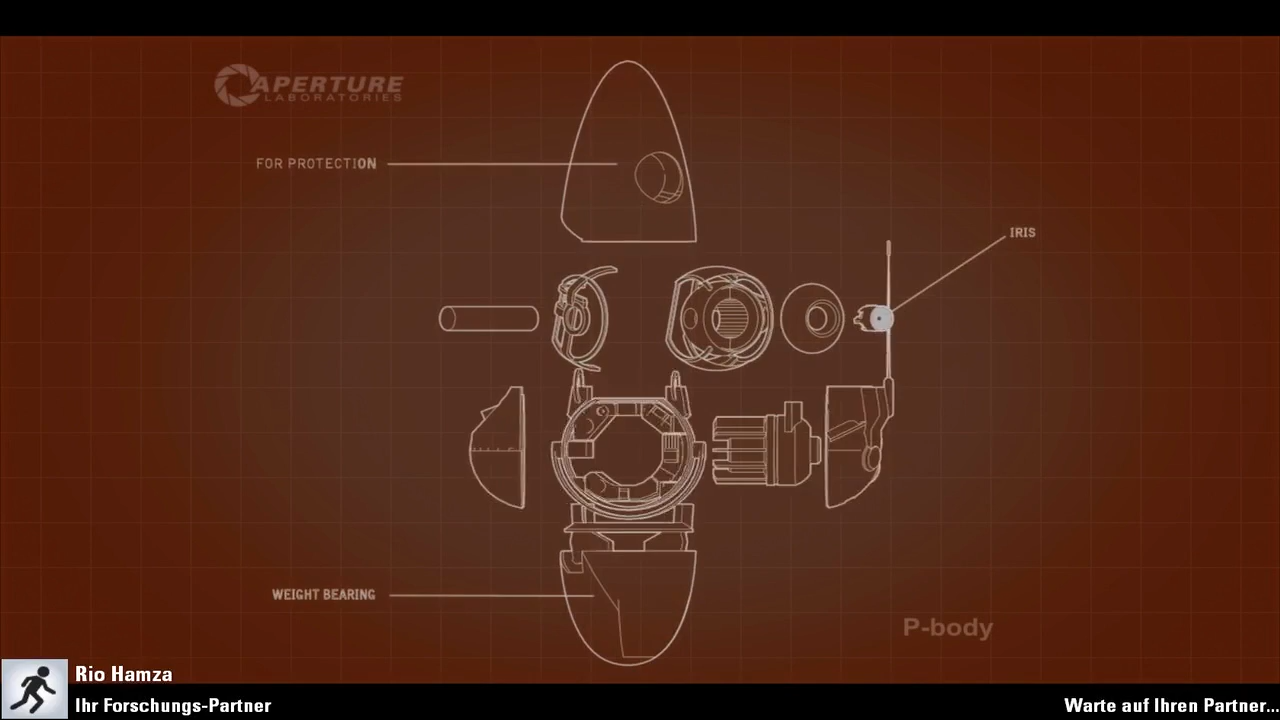 APERTURE
LABORATORIES
FOR PROTECTION
IRIS
WEIGHT BEARING
P-body
Rio Hamza
Ihr Forschungs-Partner
Warte auf Ihren Partner...